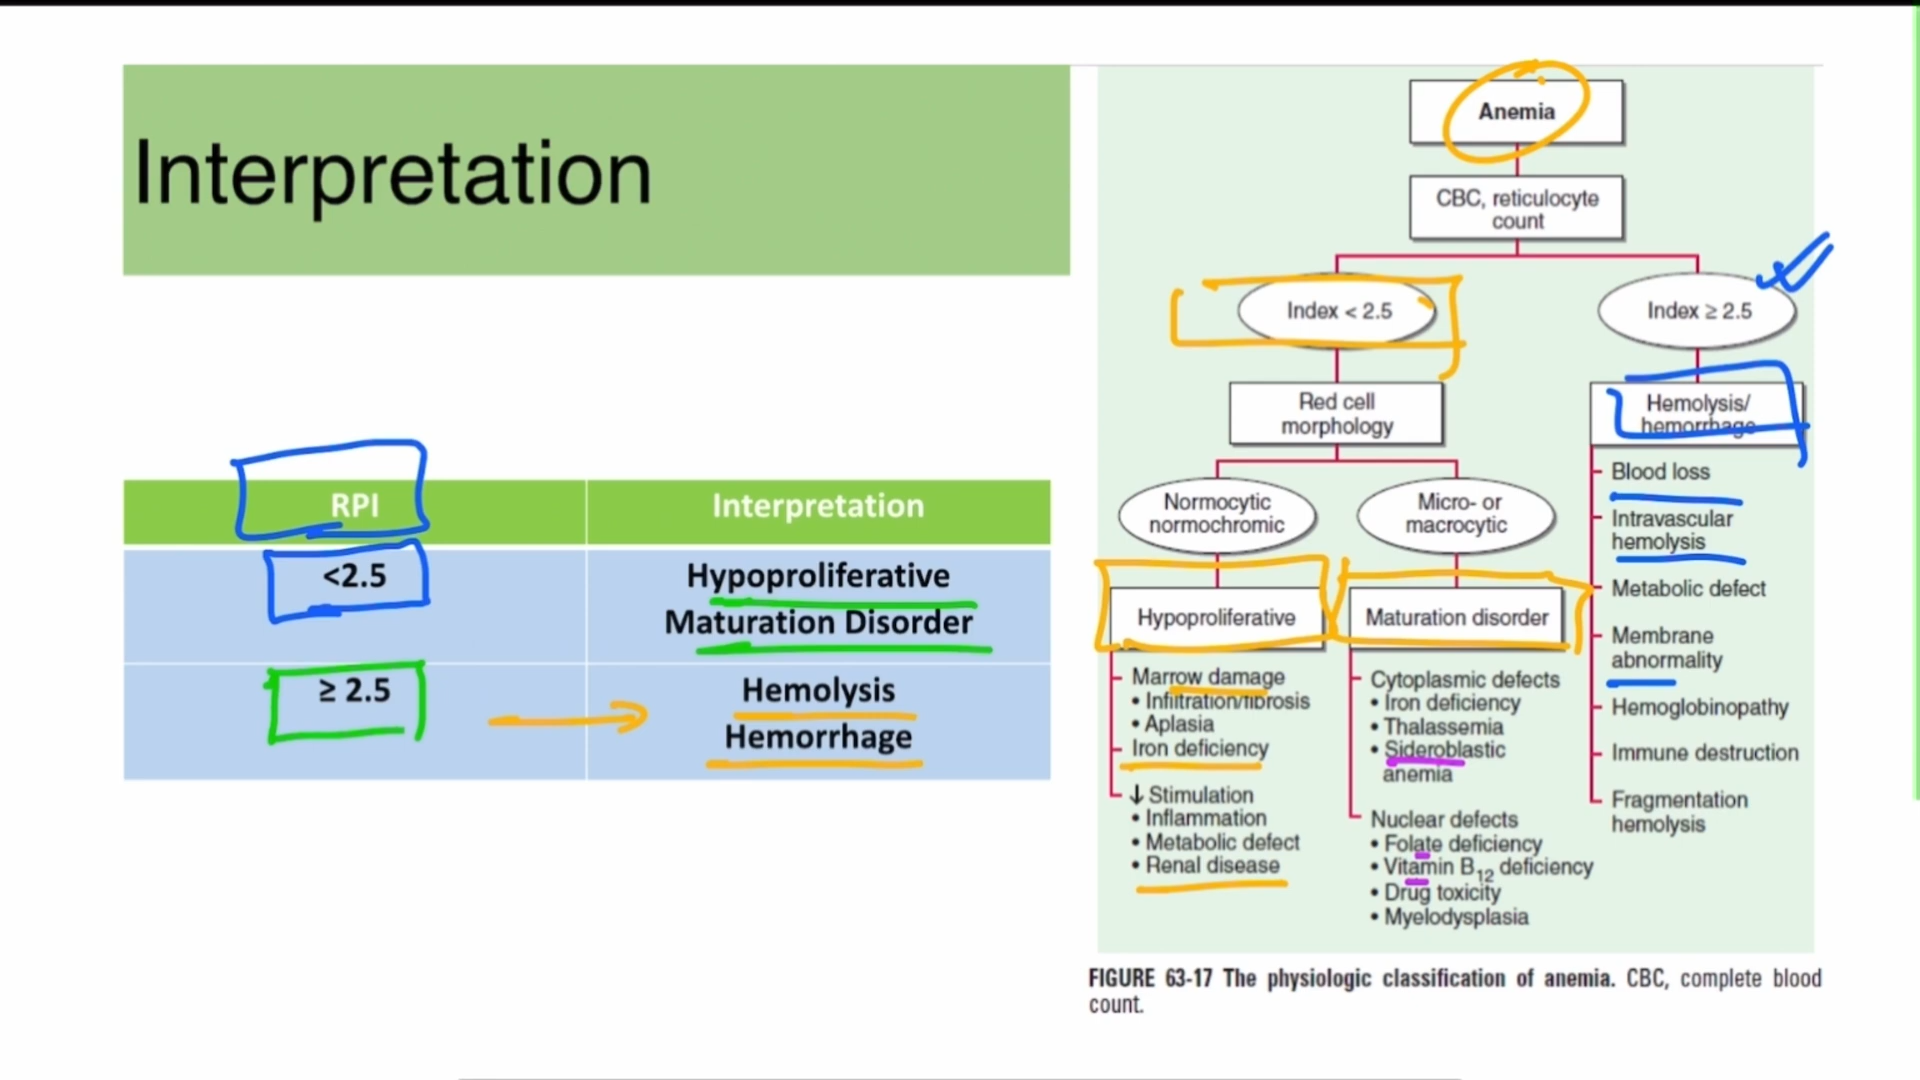 Interpretation
RPI
Interpretation
<2.5
Hypoproliferative
Maturation Disorder
≥ 2.5
Hemolysis
Hemorrhage
Anemia
CBC, reticulocyte
count
Index < 2.5
Index ≥ 2.5
Red cell
morphology
Hemolysis/
hemorrhage
Normocytic
normochromic
Micro- or
macrocytic
Hypoproliferative
Maturation disorder
Marrow damage
• Infiltration/fibrosis
• Aplasia
Iron deficiency
↓ Stimulation
• Inflammation
• Metabolic defect
• Renal disease
Cytoplasmic defects
• Iron deficiency
• Thalassemia
• Sideroblastic
anemia
Nuclear defects
• Folate deficiency
• Vitamin B12 deficiency
• Drug toxicity
• Myelodysplasia
Blood loss
Intravascular
hemolysis
Metabolic defect
Membrane
abnormality
Hemoglobinopathy
Immune destruction
Fragmentation
hemolysis
FIGURE 63-17 The physiologic classification of anemia. CBC, complete blood
count.